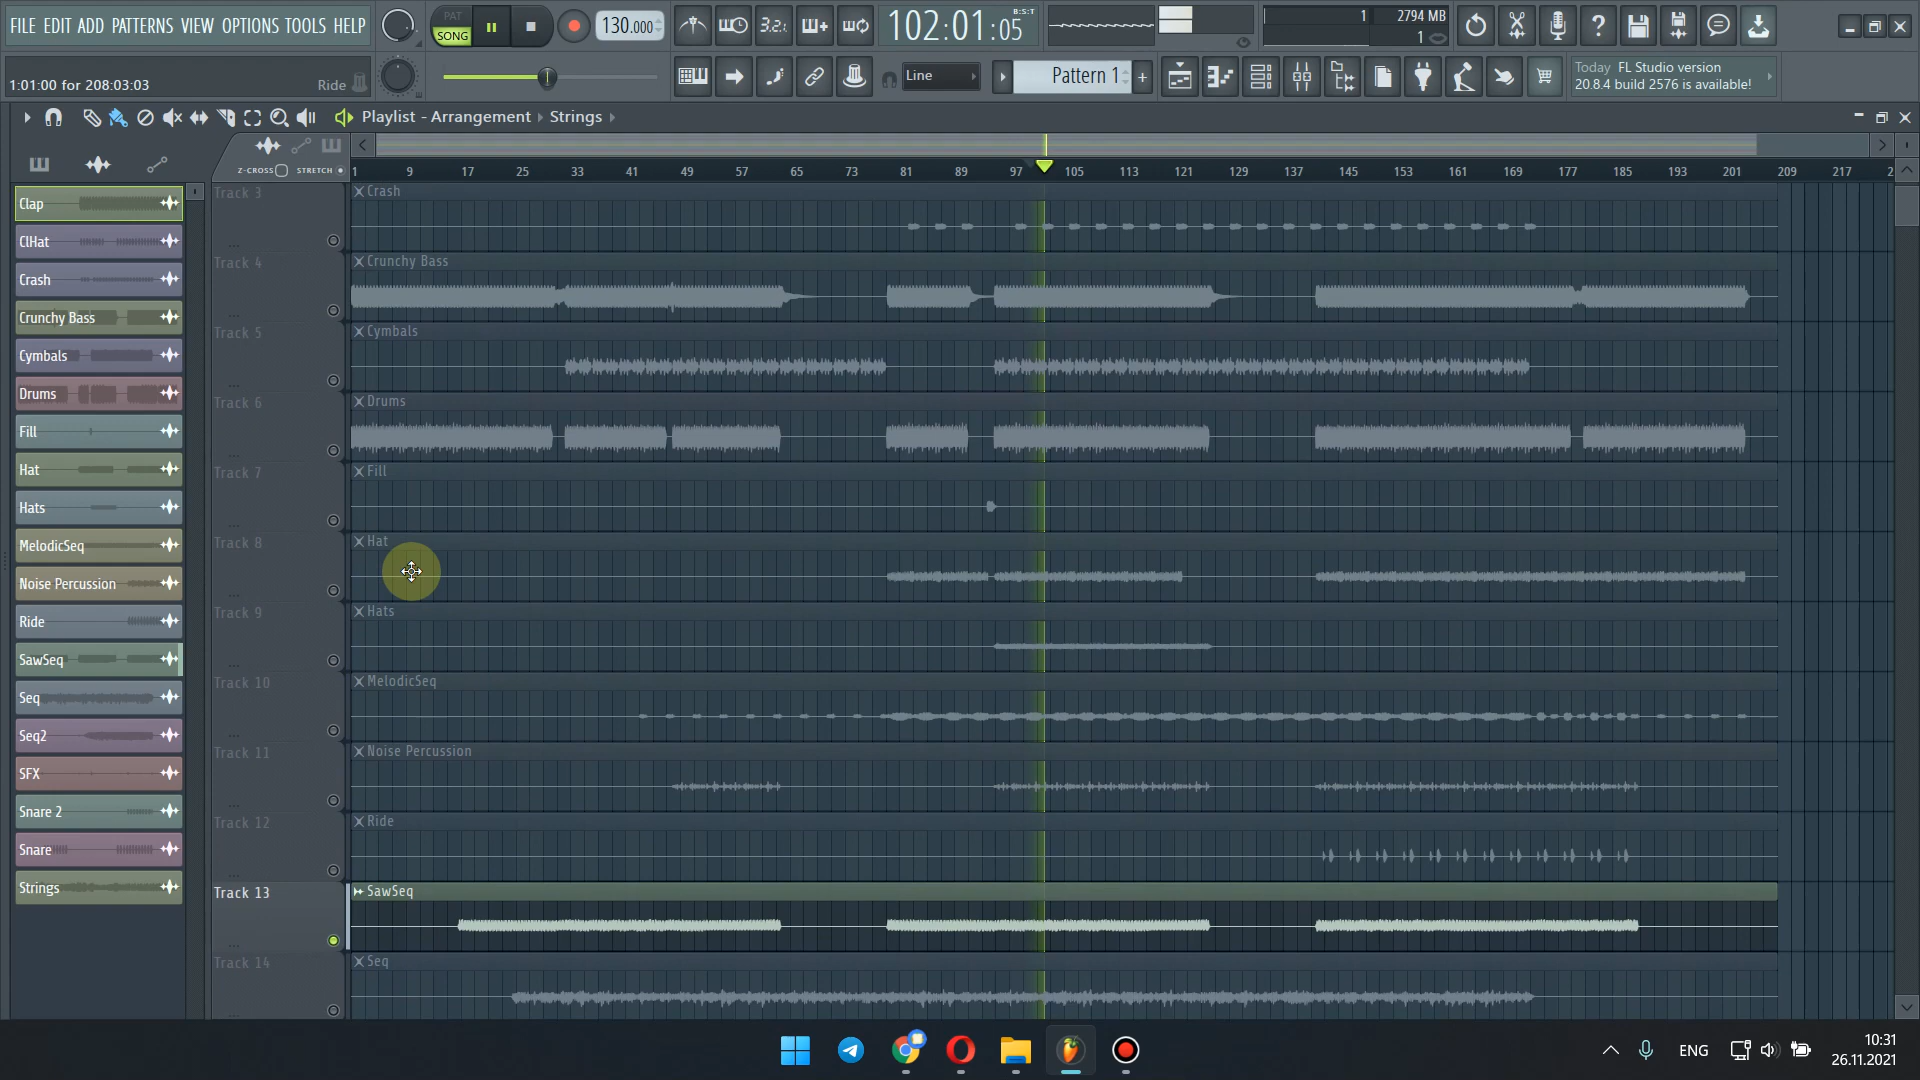 FILE EDIT ADD PATTERNS VIEW OPTIONS TOOLS HELP
PAT
SONG
130.000
3.2.1
102:01:05
B:S:T
1
2794 MB
1
1:01:00 for 208:03:03
Ride
Line
Pattern 1
+
Today FL Studio version
20.8.4 build 2576 is available!
Playlist - Arrangement
Strings
Z-CROSS
STRETCH
1 9 17 25 33 41 49 57 65 73 81 89 97 105 113 121 129 137 145 153 161 169 177 185 193 201 209 217 2
Clap
ClHat
Crash
Crunchy Bass
Cymbals
Drums
Fill
Hat
Hats
MelodicSeq
Noise Percussion
Ride
SawSeq
Seq
Seq2
SFX
Snare 2
Snare
Strings
Track 3
Crash
Track 4
Crunchy Bass
Track 5
Cymbals
Track 6
Drums
Track 7
Fill
Track 8
Hat
Track 9
Hats
Track 10
MelodicSeq
Track 11
Noise Percussion
Track 12
Ride
Track 13
SawSeq
Track 14
Seq
ENG
10:31
26.11.2021